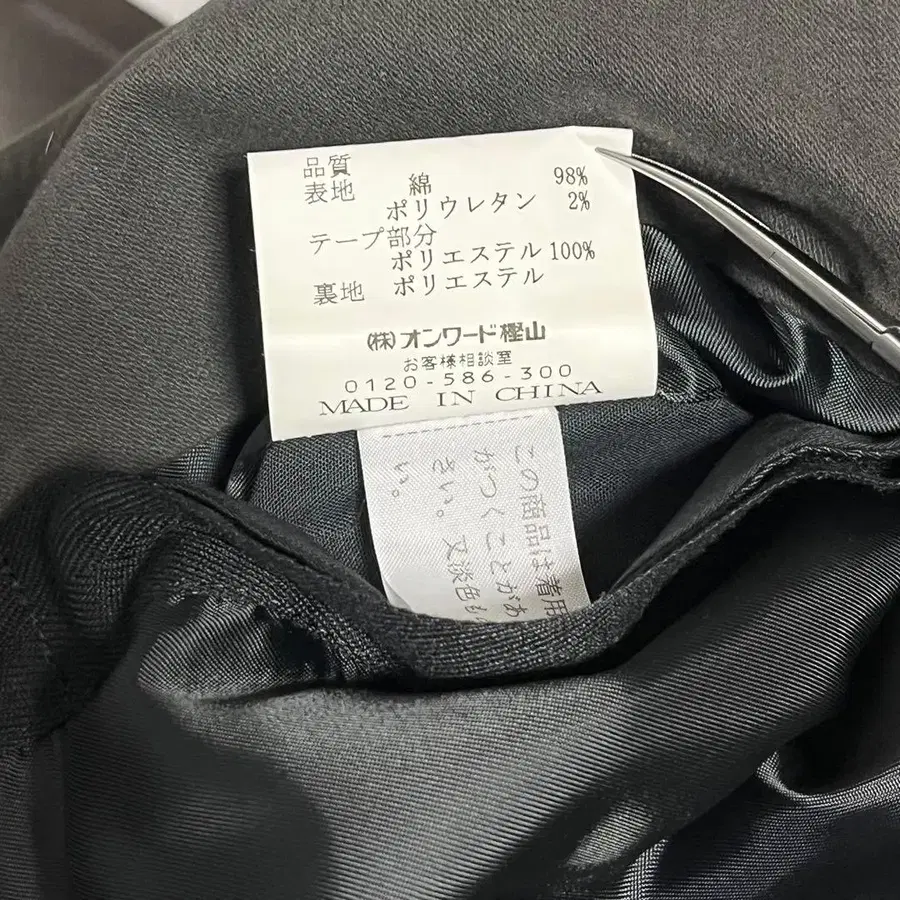 品質
表地 綿 98%
ポリウレタン 2%
テープ部分
ポリエステル 100%
裏地 ポリエステル
(株)オンワード樫山
お客様相談室
0120-586-300
MADE IN CHINA
この商品は着用
がつくことがあ
さい。又淡色も
い。